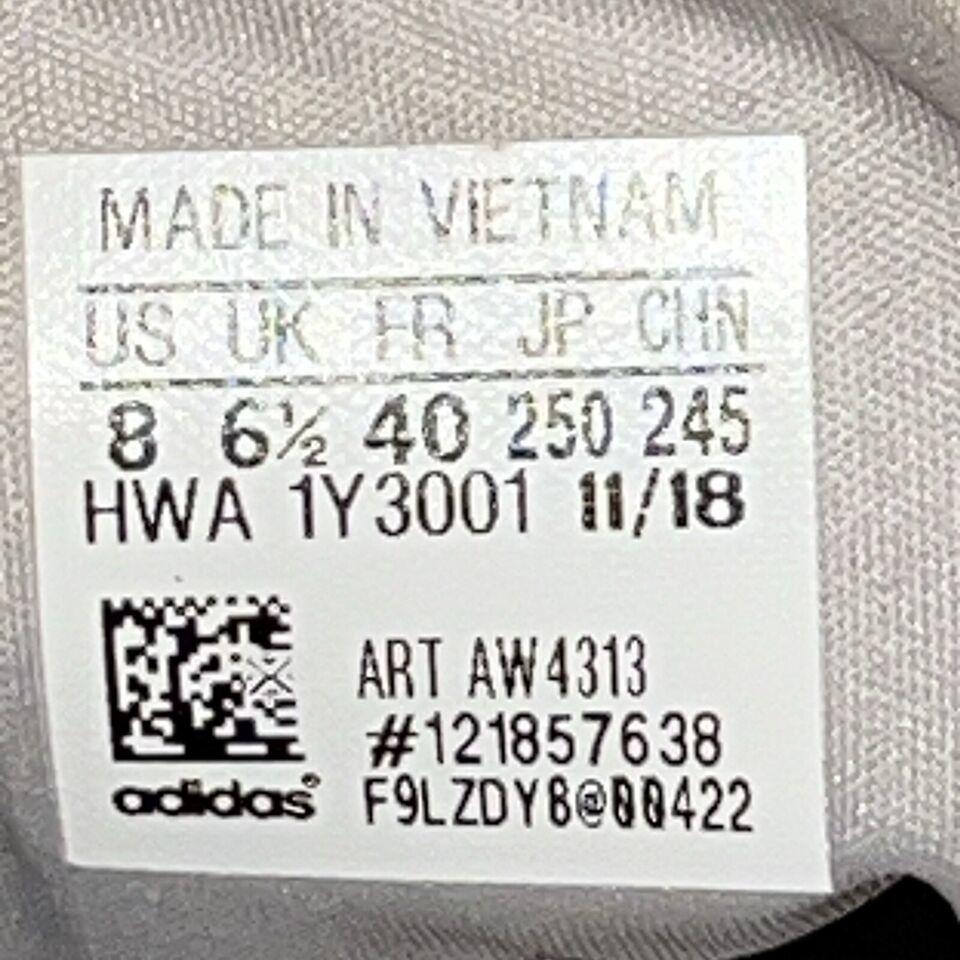 MADE IN VIETNAM
US UK FR JP CHN
8 6½ 40 250 245
HWA 1Y3001 11/18
ART AW4313
#121857638
adidas® F9LZDY8@00422